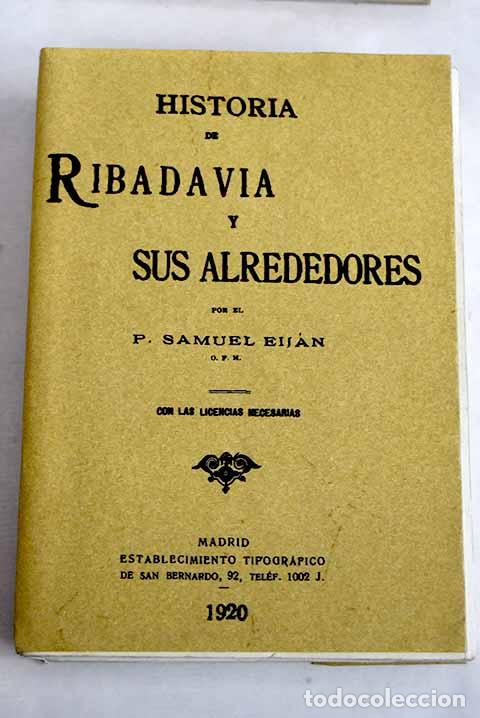 HISTORIA
DE
RIBADAVIA
Y
SUS ALREDEDORES
POR EL
P. SAMUEL EIJÁN
O. F. M.
CON LAS LICENCIAS NECESARIAS
MADRID
ESTABLECIMIENTO TIPOGRÁFICO
DE SAN BERNARDO, 92, TELÉF. 1002 J.
1920
todocoleccion